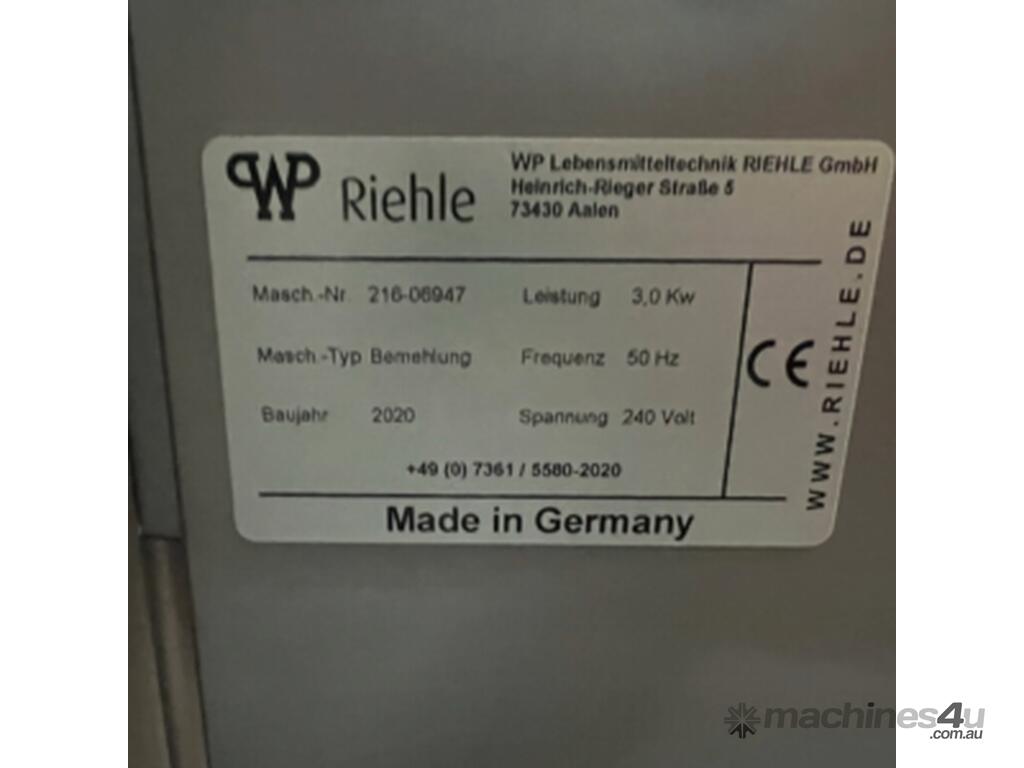 WP Riehle
WP Lebensmitteltechnik RIEHLE GmbH
Heinrich-Rieger Straße 5
73430 Aalen
Masch.-Nr. 216-06947 Leistung 3,0 Kw
Masch.-Typ Bemehlung Frequenz 50 Hz
Baujahr 2020 Spannung 240 Volt
+49 (0) 7361 / 5580-2020
CE
WWW.RIEHLE.DE
Made in Germany
machines4u
.com.au